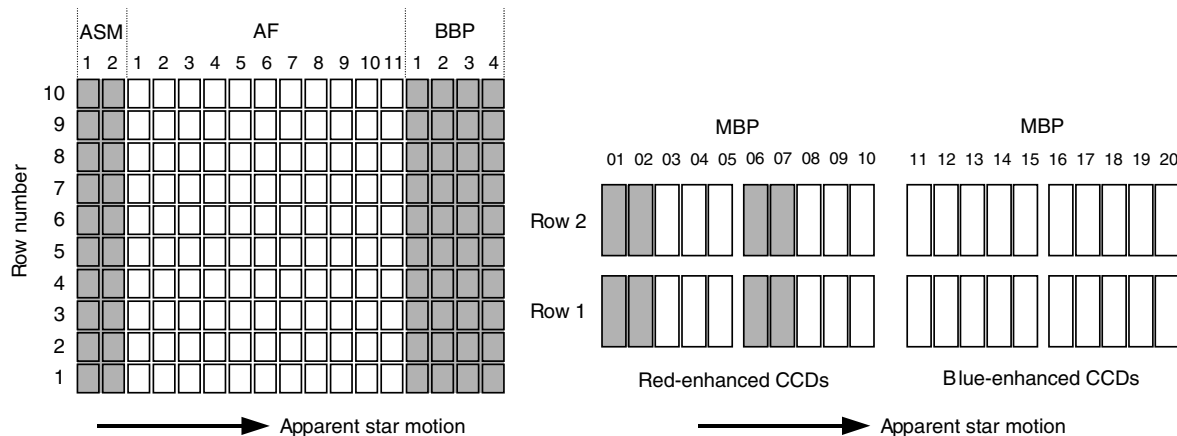 ASM AF BBP
1 2 1 2 3 4 5 6 7 8 9 10 11 1 2 3 4
10
9
8
7
6
5
4
3
2
1
Row number
Apparent star motion
MBP MBP
01 02 03 04 05 06 07 08 09 10 11 12 13 14 15 16 17 18 19 20
Row 2
Row 1
Red-enhanced CCDs Blue-enhanced CCDs
Apparent star motion